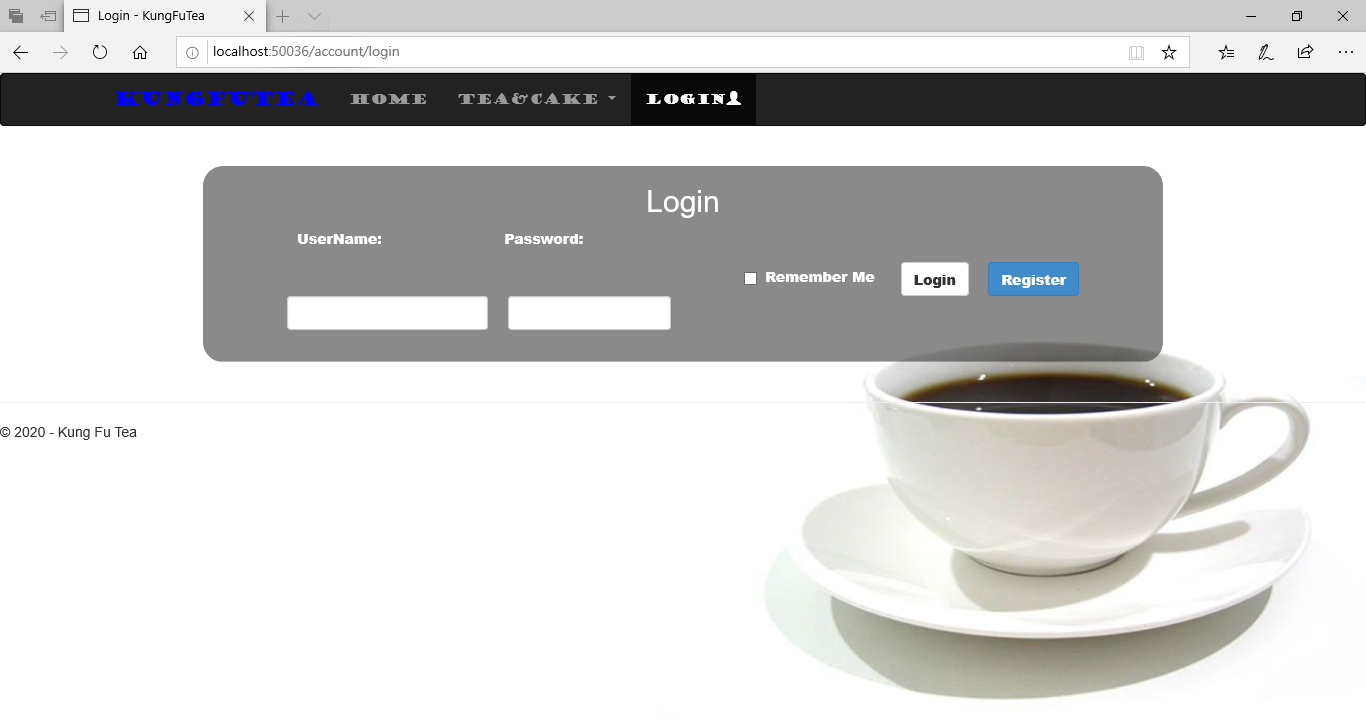 Login - KungFuTea
localhost:50036/account/login
KUNGFUTEA HOME TEA&CAKE LOGIN
Login
UserName: Password:
Remember Me Login Register
© 2020 - Kung Fu Tea